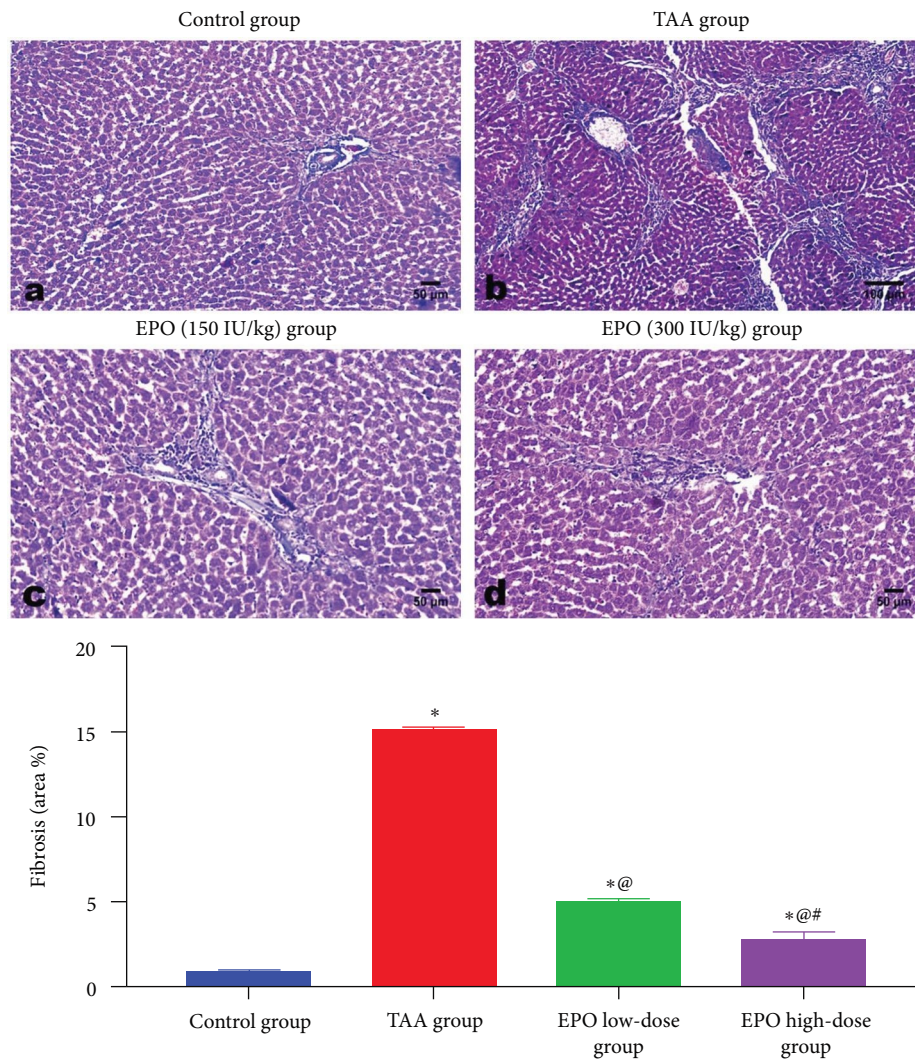 Control group
TAA group
a
50 µm
b
100 µm
EPO (150 IU/kg) group
EPO (300 IU/kg) group
c
50 µm
d
50 µm
Fibrosis (area %)
20
15
10
5
0
*
*@
*@#
Control group
TAA group
EPO low-dose
group
EPO high-dose
group